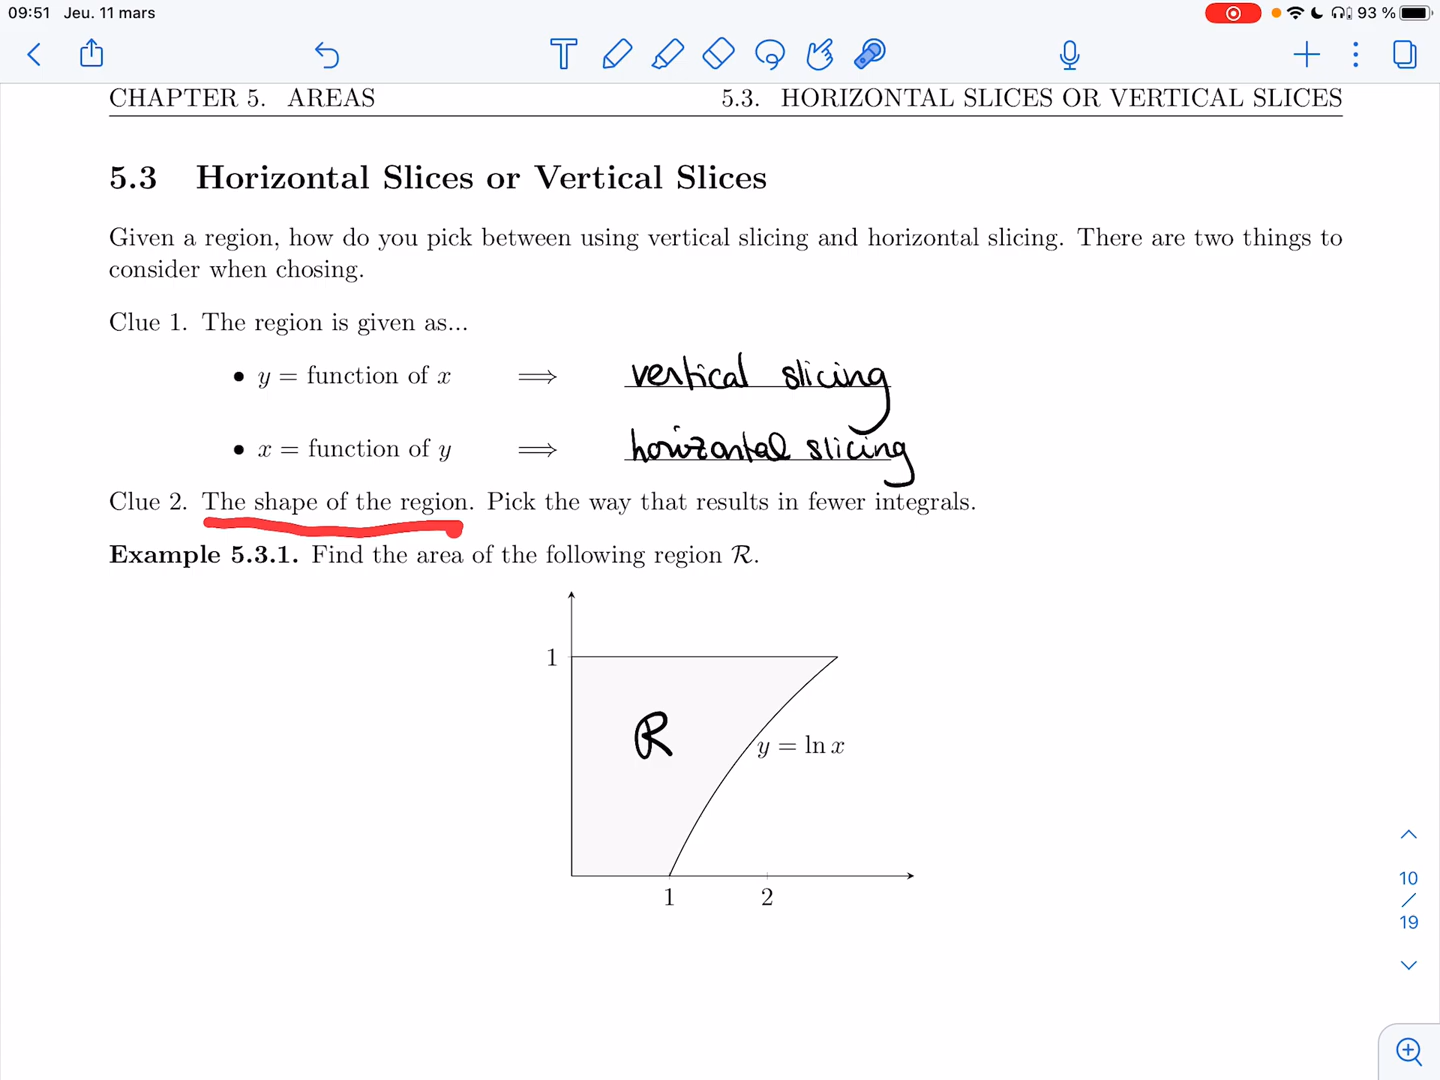 09:51 Jeu. 11 mars 93 %
CHAPTER 5. AREAS 5.3. HORIZONTAL SLICES OR VERTICAL SLICES
5.3 Horizontal Slices or Vertical Slices
Given a region, how do you pick between using vertical slicing and horizontal slicing. There are two things to
consider when chosing.
Clue 1. The region is given as...
• y = function of x ⟹ vertical slicing
• x = function of y ⟹ horizontal slicing
Clue 2. The shape of the region. Pick the way that results in fewer integrals.
Example 5.3.1. Find the area of the following region R.
1
R
y = ln x
1 2
10
/
19